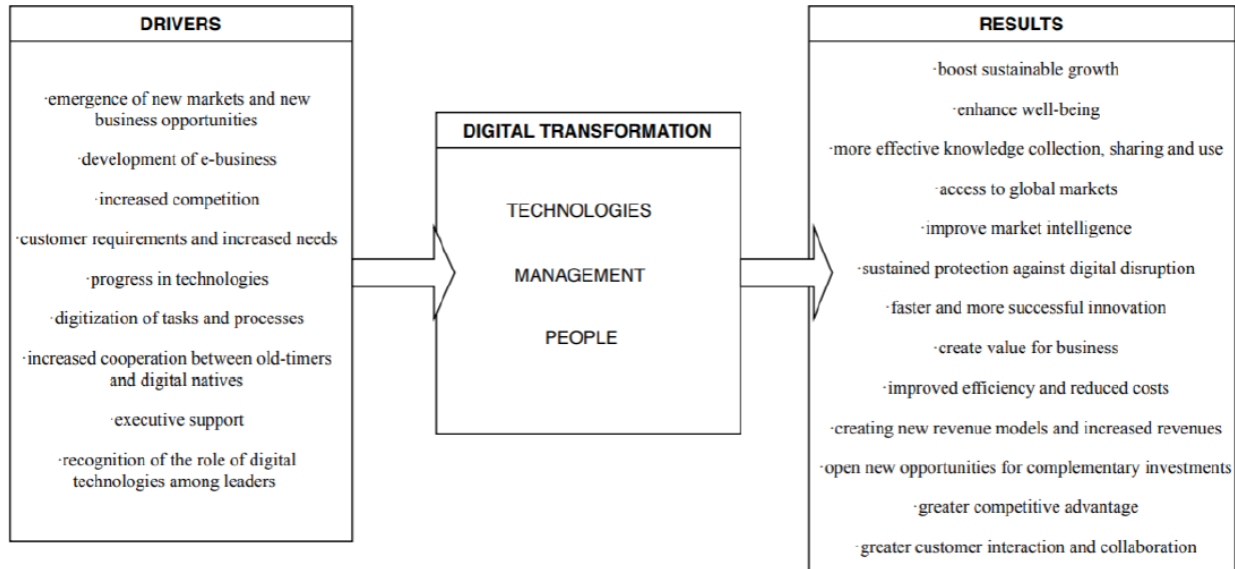 DRIVERS
·emergence of new markets and new
business opportunities
·development of e-business
·increased competition
·customer requirements and increased needs
·progress in technologies
·digitization of tasks and processes
·increased cooperation between old-timers
and digital natives
·executive support
·recognition of the role of digital
technologies among leaders
DIGITAL TRANSFORMATION
TECHNOLOGIES
MANAGEMENT
PEOPLE
RESULTS
·boost sustainable growth
·enhance well-being
·more effective knowledge collection, sharing and use
·access to global markets
·improve market intelligence
·sustained protection against digital disruption
·faster and more successful innovation
·create value for business
·improved efficiency and reduced costs
·creating new revenue models and increased revenues
·open new opportunities for complementary investments
·greater competitive advantage
·greater customer interaction and collaboration